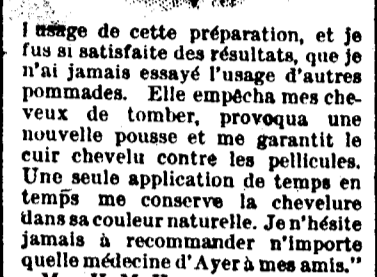 l'usage de cette préparation, et je
fus si satisfaite des résultats, que je
n'ai jamais essayé l'usage d'autres
pommades. Elle empêcha mes che-
veux de tomber, provoqua une
nouvelle pousse et me garantit le
cuir chevelu contre les pellicules.
Une seule application de temps en
temps me conserve la chevelure
dans sa couleur naturelle. Je n'hésite
jamais à recommander n'importe
quelle médecine d'Ayer à mes amis."